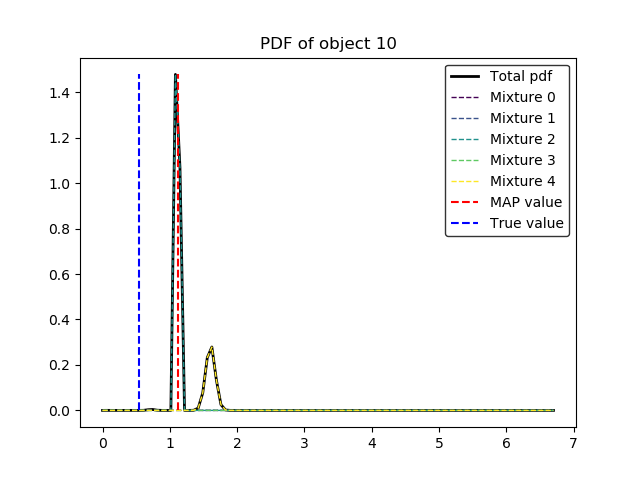 PDF of object 10
Total pdf
Mixture 0
Mixture 1
Mixture 2
Mixture 3
Mixture 4
MAP value
True value
1.4
1.2
1.0
0.8
0.6
0.4
0.2
0.0
0 1 2 3 4 5 6 7